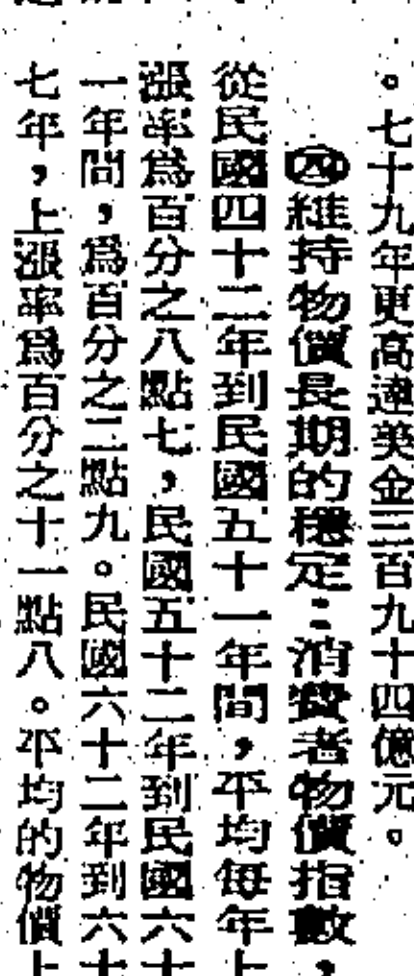 。七十九年更高達美金三百九十四億元。
㈣維持物價長期的穩定：消費者物價指數，
從民國四十二年到民國五十一年間，平均每年上
漲率為百分之八點七，民國五十二年到民國六十
一年間，為百分之二點九。民國六十二年到六十
七年，上漲率為百分之十一點八。平均的物價上